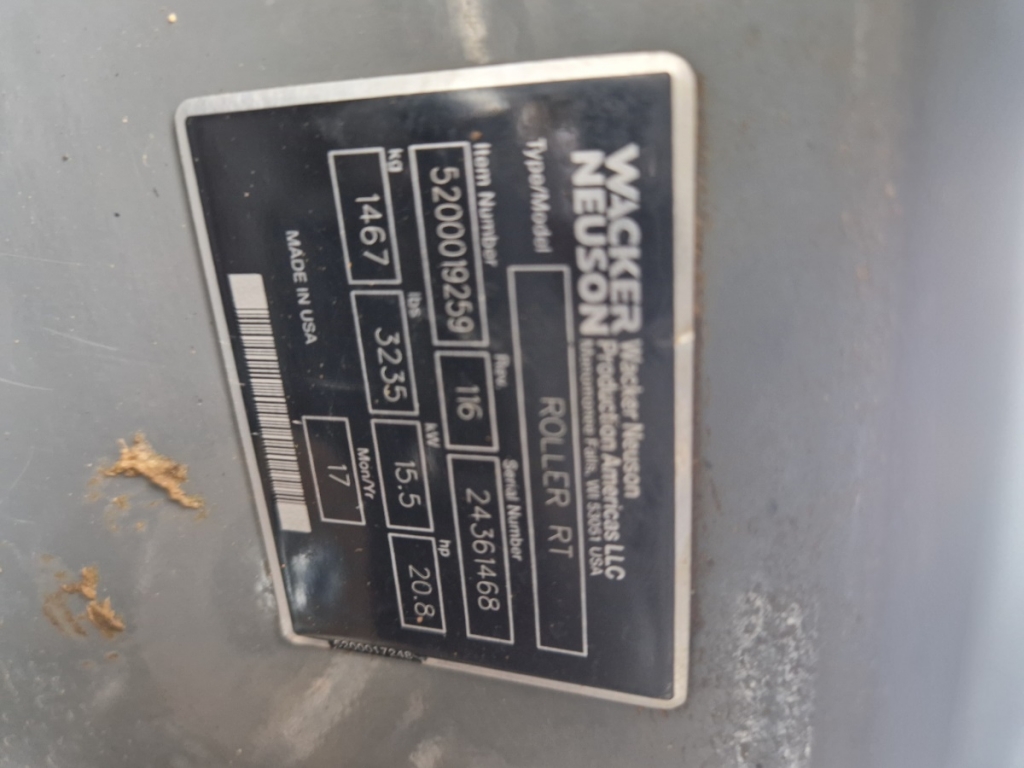 WACKER
NEUSON
Wacker Neuson
Production Americas LLC
Menomonee Falls, WI 53051 USA
Type/Model
ROLLER RT
Item Number Rev. Serial Number
5200019259 116 24361468
kg lbs kW hp
1467 3235 15.5 20.8
Mon/Yr
17
MADE IN USA
5200017248